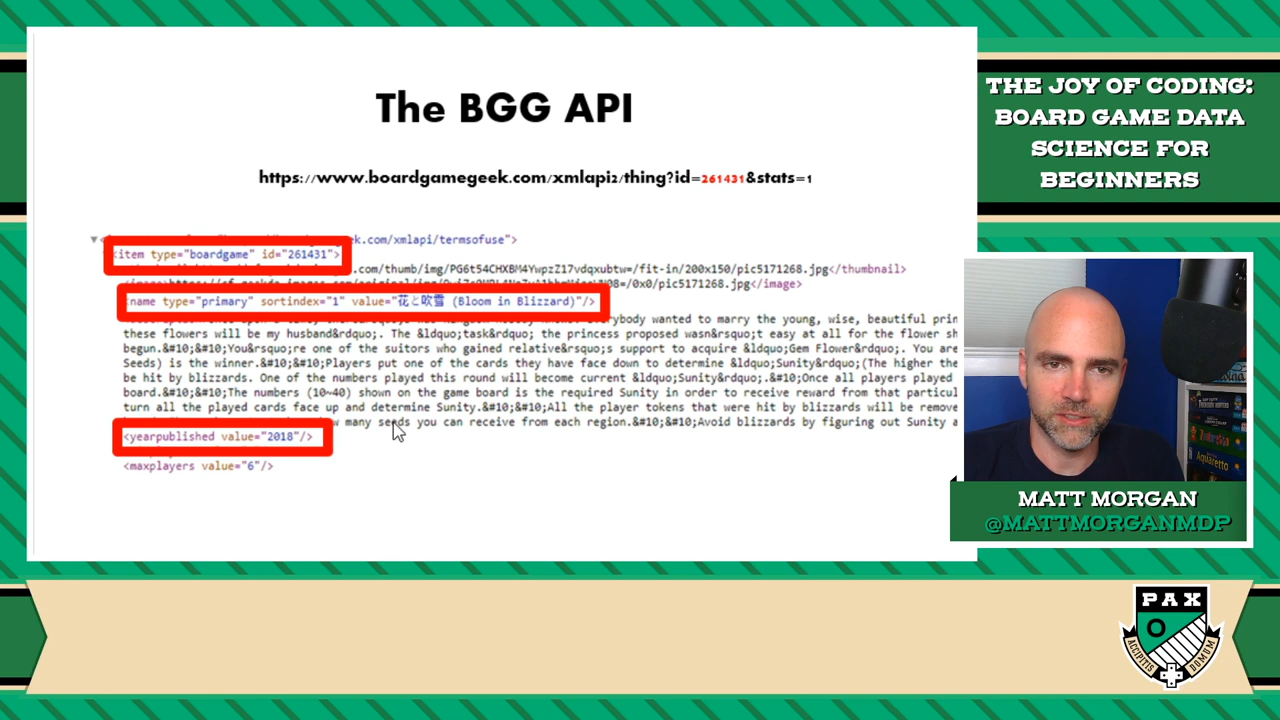 The BGG API
https://www.boardgamegeek.com/xmlapi2/thing?id=261431&stats=1
k.com/xmlapi/termsofuse">
<item type="boardgame" id="261431">
.com/thumb/img/PG6t54CHXBM4YwpzZ17vdqxubtw=/fit-in/200x150/pic5171268.jpg</thumbnail>
=/0x0/pic5171268.jpg</image>
<name type="primary" sortindex="1" value="花と吹雪 (Bloom in Blizzard)"/>
wanted to marry the young, wise, beautiful prin
these flowers will be my husband&rdquo;. The &ldquo;task&rdquo; the princess proposed wasn&rsquo;t easy at all for the flower sh
begun.&#10;&#10;You&rsquo;re one of the suitors who gained relative&rsquo;s support to acquire &ldquo;Gem Flower&rdquo;. You are
Seeds) is the winner.&#10;&#10;Players put one of the cards they have face down to determine &ldquo;Sunity&rdquo;(The higher the
be hit by blizzards. One of the numbers played this round will become current &ldquo;Sunity&rdquo;.&#10;Once all players played
board.&#10;The numbers (10~40) shown on the game board is the required Sunity in order to receive reward from that particul
turn all the played cards face up and determine Sunity.&#10;&#10;All the player tokens that were hit by blizzards will be remove
w many seeds you can receive from each region.&#10;&#10;Avoid blizzards by figuring out Sunity a
<yearpublished value="2018"/>
<maxplayers value="6"/>
THE JOY OF CODING:
BOARD GAME DATA
SCIENCE FOR
BEGINNERS
Aquaretto
MATT MORGAN
@MATTMORGANMDP
PAX
ACCIPITIS
DOMUM